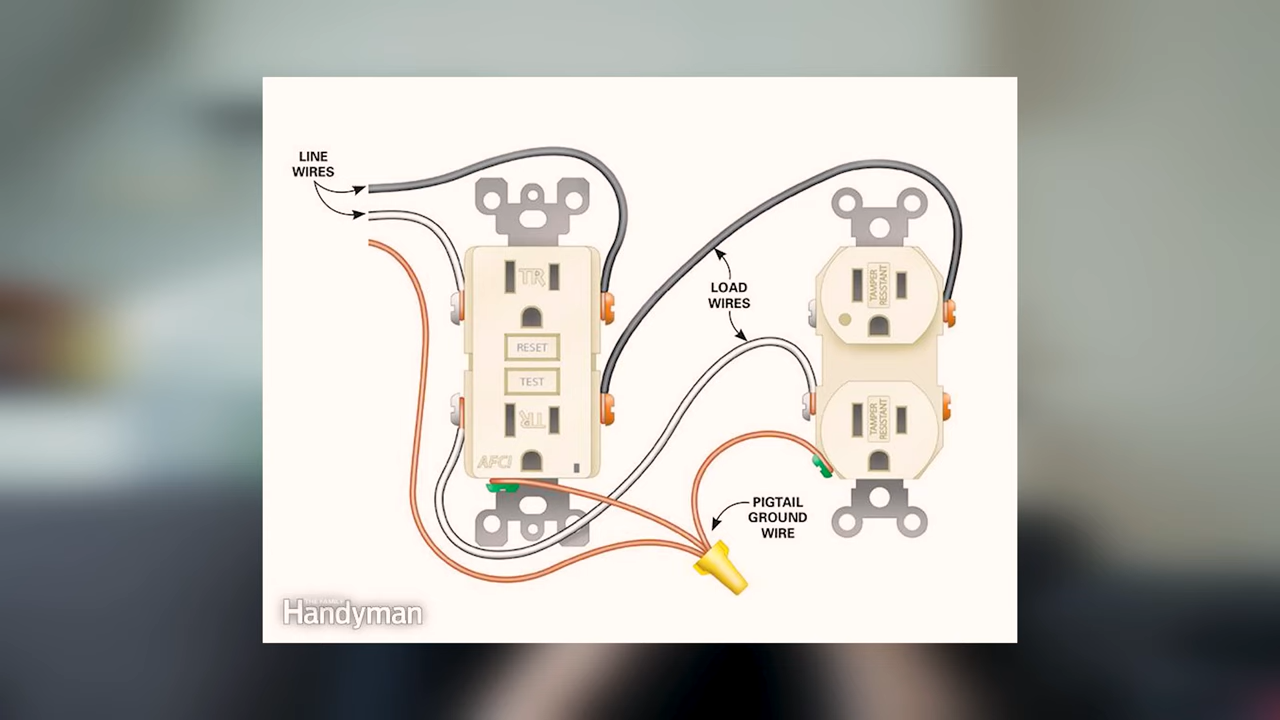 LINE
WIRES
TR
RESET
TEST
TR
AFCI
LOAD
WIRES
TAMPER
RESISTANT
TAMPER
RESISTANT
PIGTAIL
GROUND
WIRE
THE FAMILY
Handyman